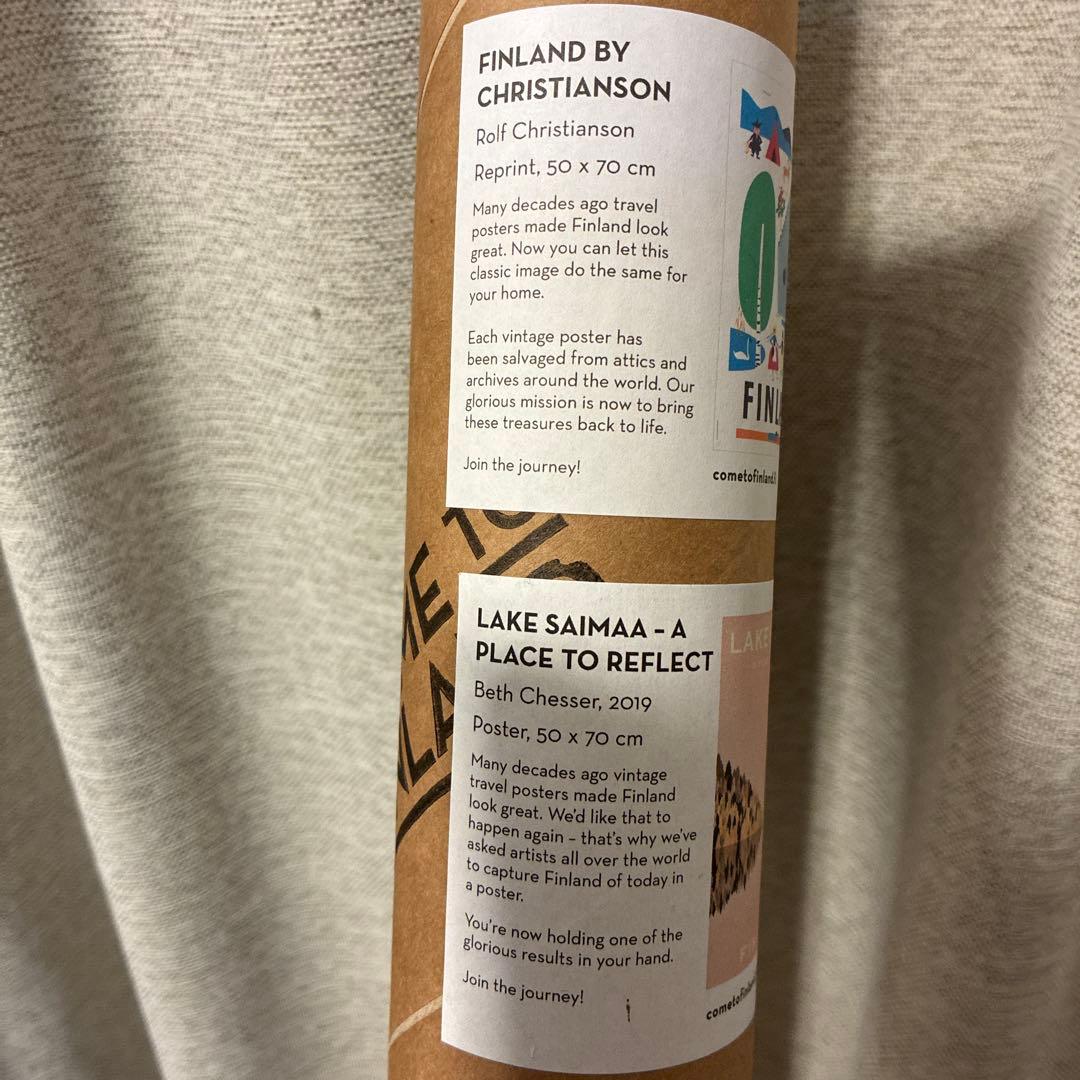 FINLAND BY
CHRISTIANSON
Rolf Christianson
Reprint, 50 x 70 cm
Many decades ago travel
posters made Finland look
great. Now you can let this
classic image do the same for
your home.
Each vintage poster has
been salvaged from attics and
archives around the world. Our
glorious mission is now to bring
these treasures back to life.
Join the journey!
FINL
cometofinland.
ME TO
NLA
LAKE SAIMAA – A
PLACE TO REFLECT
Beth Chesser, 2019
Poster, 50 x 70 cm
Many decades ago vintage
travel posters made Finland
look great. We'd like that to
happen again – that's why we've
asked artists all over the world
to capture Finland of today in
a poster.
You're now holding one of the
glorious results in your hand.
Join the journey!
LAKE
cometofinlan